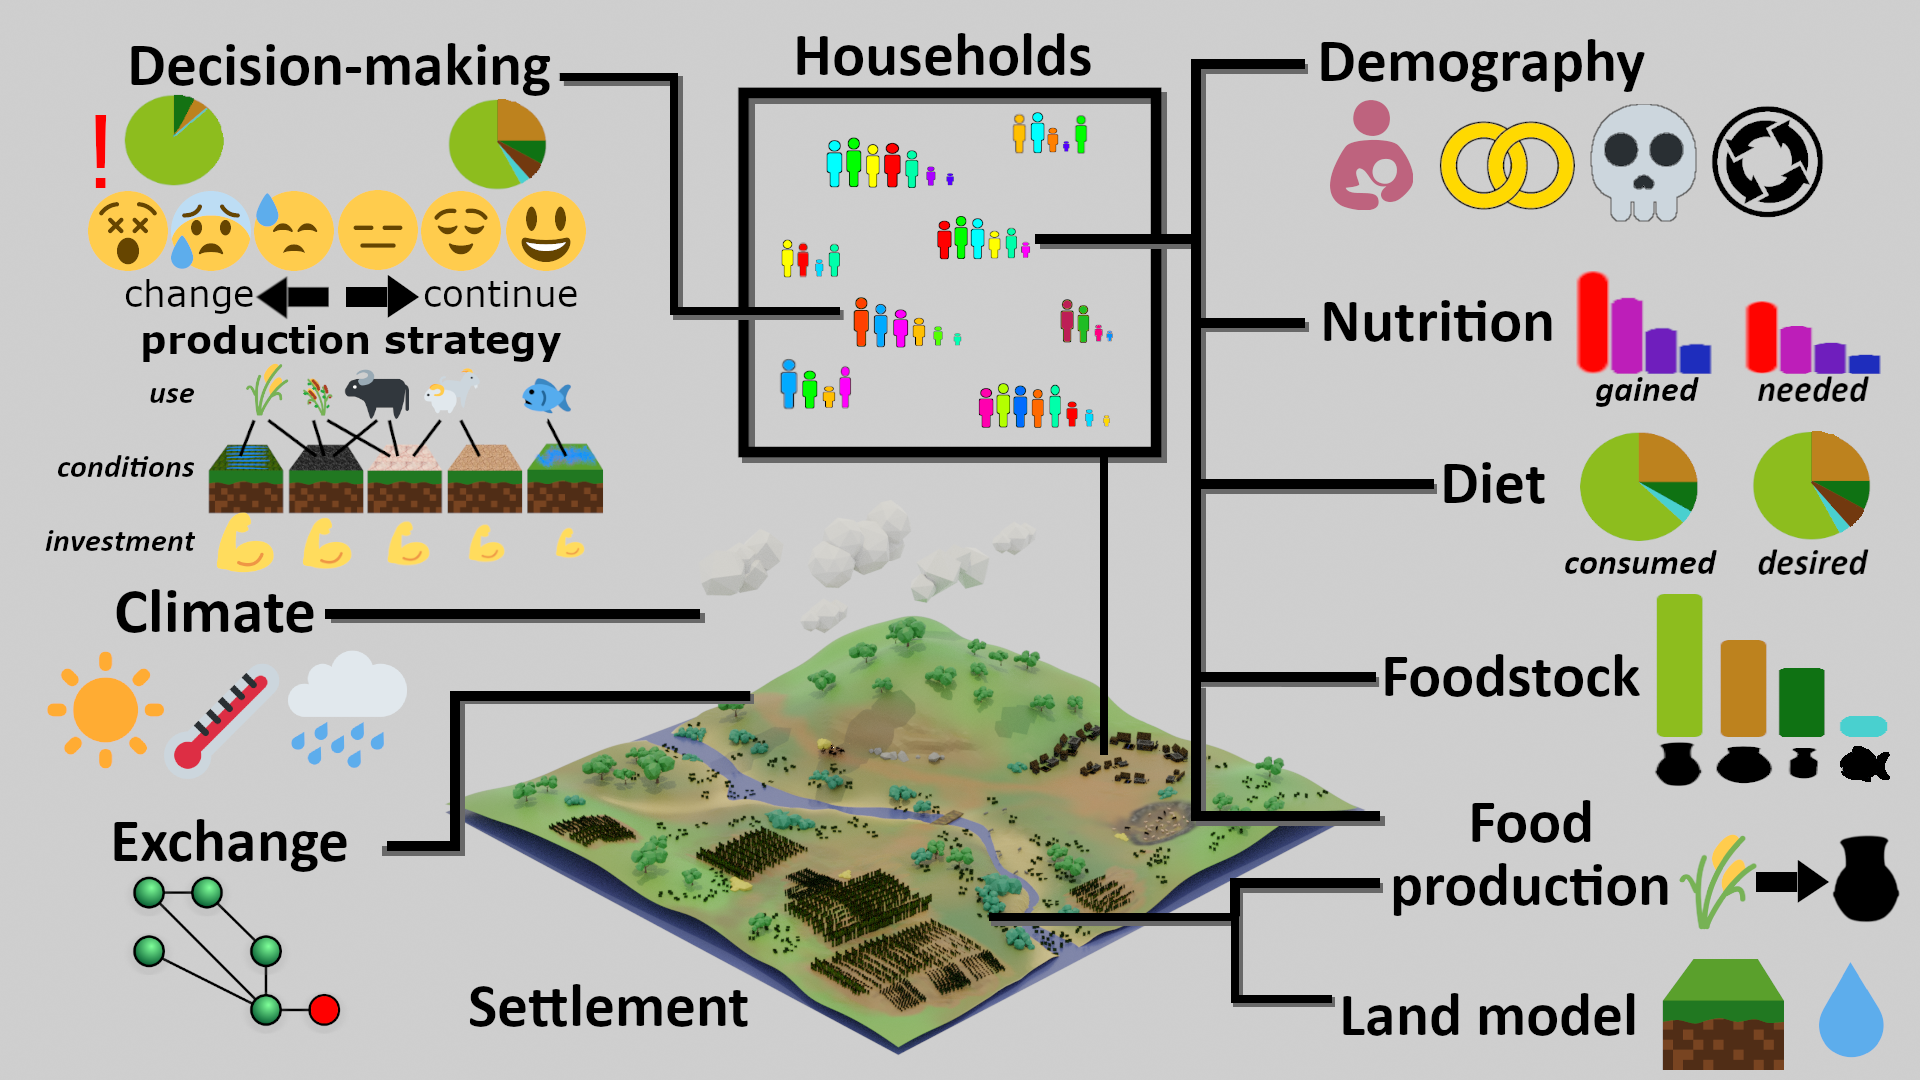 Decision-making
change
continue
production strategy
use
conditions
investment
Climate
Exchange
Settlement
Households
Demography
Nutrition
gained
needed
Diet
consumed
desired
Foodstock
Food
production
Land model